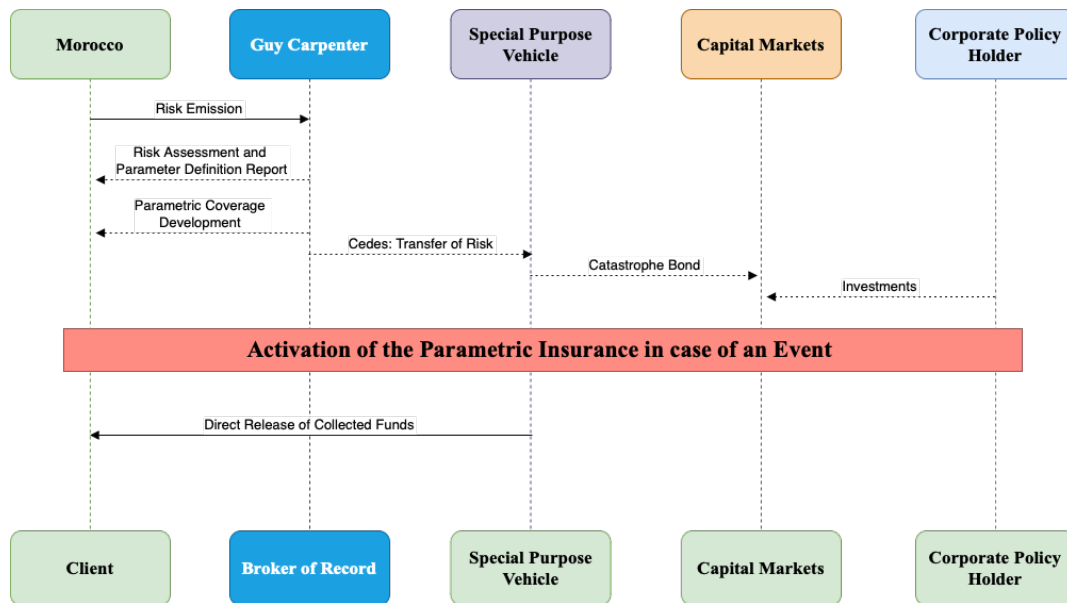 Morocco
Guy Carpenter
Special Purpose
Vehicle
Capital Markets
Corporate Policy
Holder
Risk Emission
Risk Assessment and
Parameter Definition Report
Parametric Coverage
Development
Cedes: Transfer of Risk
Catastrophe Bond
Investments
Activation of the Parametric Insurance in case of an Event
Direct Release of Collected Funds
Client
Broker of Record
Special Purpose
Vehicle
Capital Markets
Corporate Policy
Holder